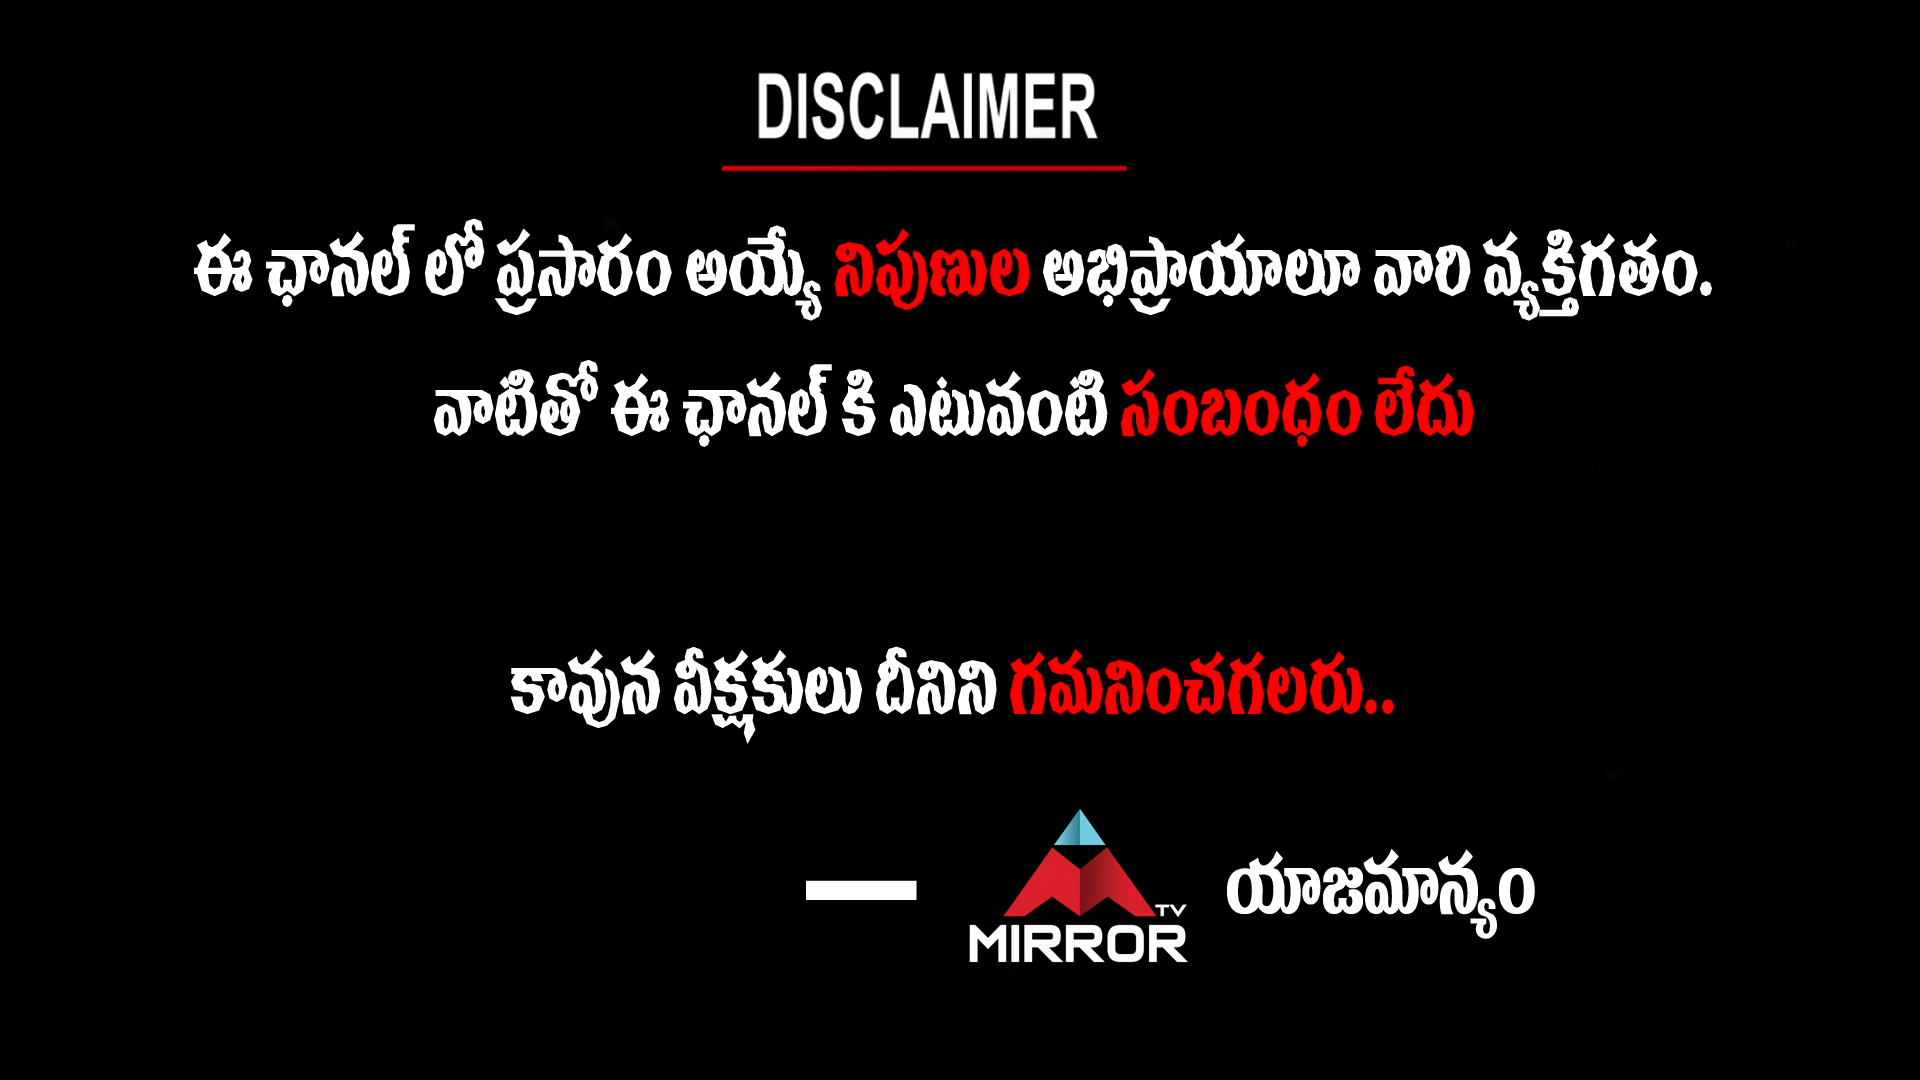 DISCLAIMER
ఈ ఛానల్ లో ప్రసారం అయ్యే నిపుణుల అభిప్రాయాలూ వారి వ్యక్తిగతం.
వాటితో ఈ ఛానల్ కి ఎటువంటి సంబంధం లేదు
కావున వీక్షకులు దీనిని గమనించగలరు..
— MIRROR TV యాజమాన్యం